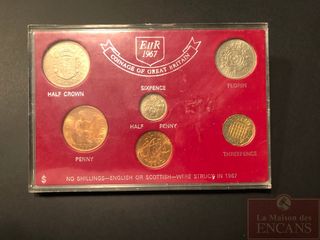 EIIR
1967
COINAGE OF GREAT BRITAIN
HALF CROWN
SIXPENCE
FLORIN
HALF PENNY
PENNY
THREEPENCE
NO SHILLINGS—ENGLISH OR SCOTTISH—WERE STRUCK IN 1967
La Maison des
ENCANS